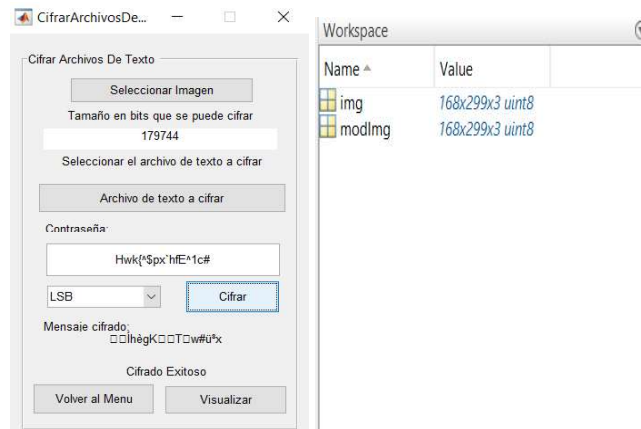 CifrarArchivosDe...
Cifrar Archivos De Texto
Seleccionar Imagen
Tamaño en bits que se puede cifrar
179744
Seleccionar el archivo de texto a cifrar
Archivo de texto a cifrar
Contraseña:
Hwk{^$px`hfE^1c#
LSB
Cifrar
Mensaje cifrado:
□□ÍhègK□□T□w#üªx
Cifrado Exitoso
Volver al Menu
Visualizar
Workspace
Name Value
img 168x299x3 uint8
modImg 168x299x3 uint8